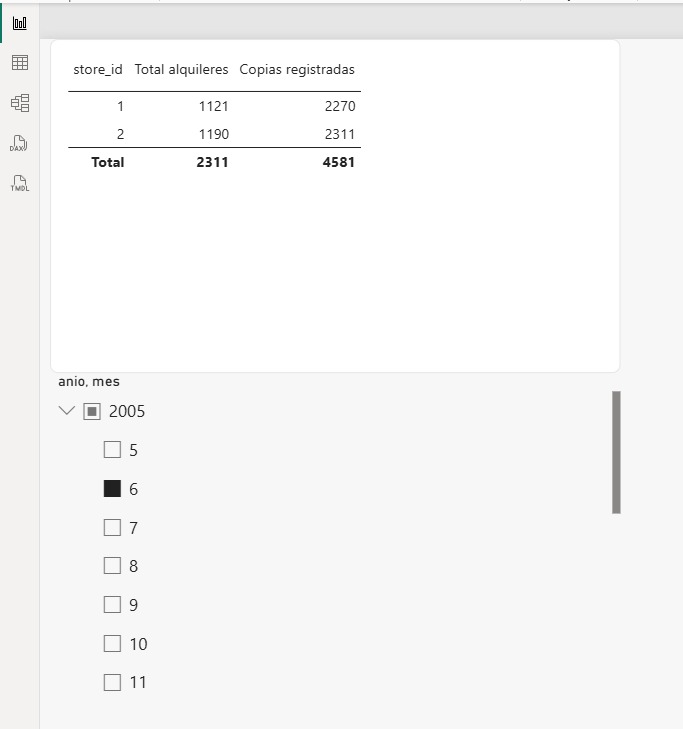 DAX
TMDL
store_id Total alquileres Copias registradas
1 1121 2270
2 1190 2311
Total 2311 4581
anio, mes
2005
5
6
7
8
9
10
11